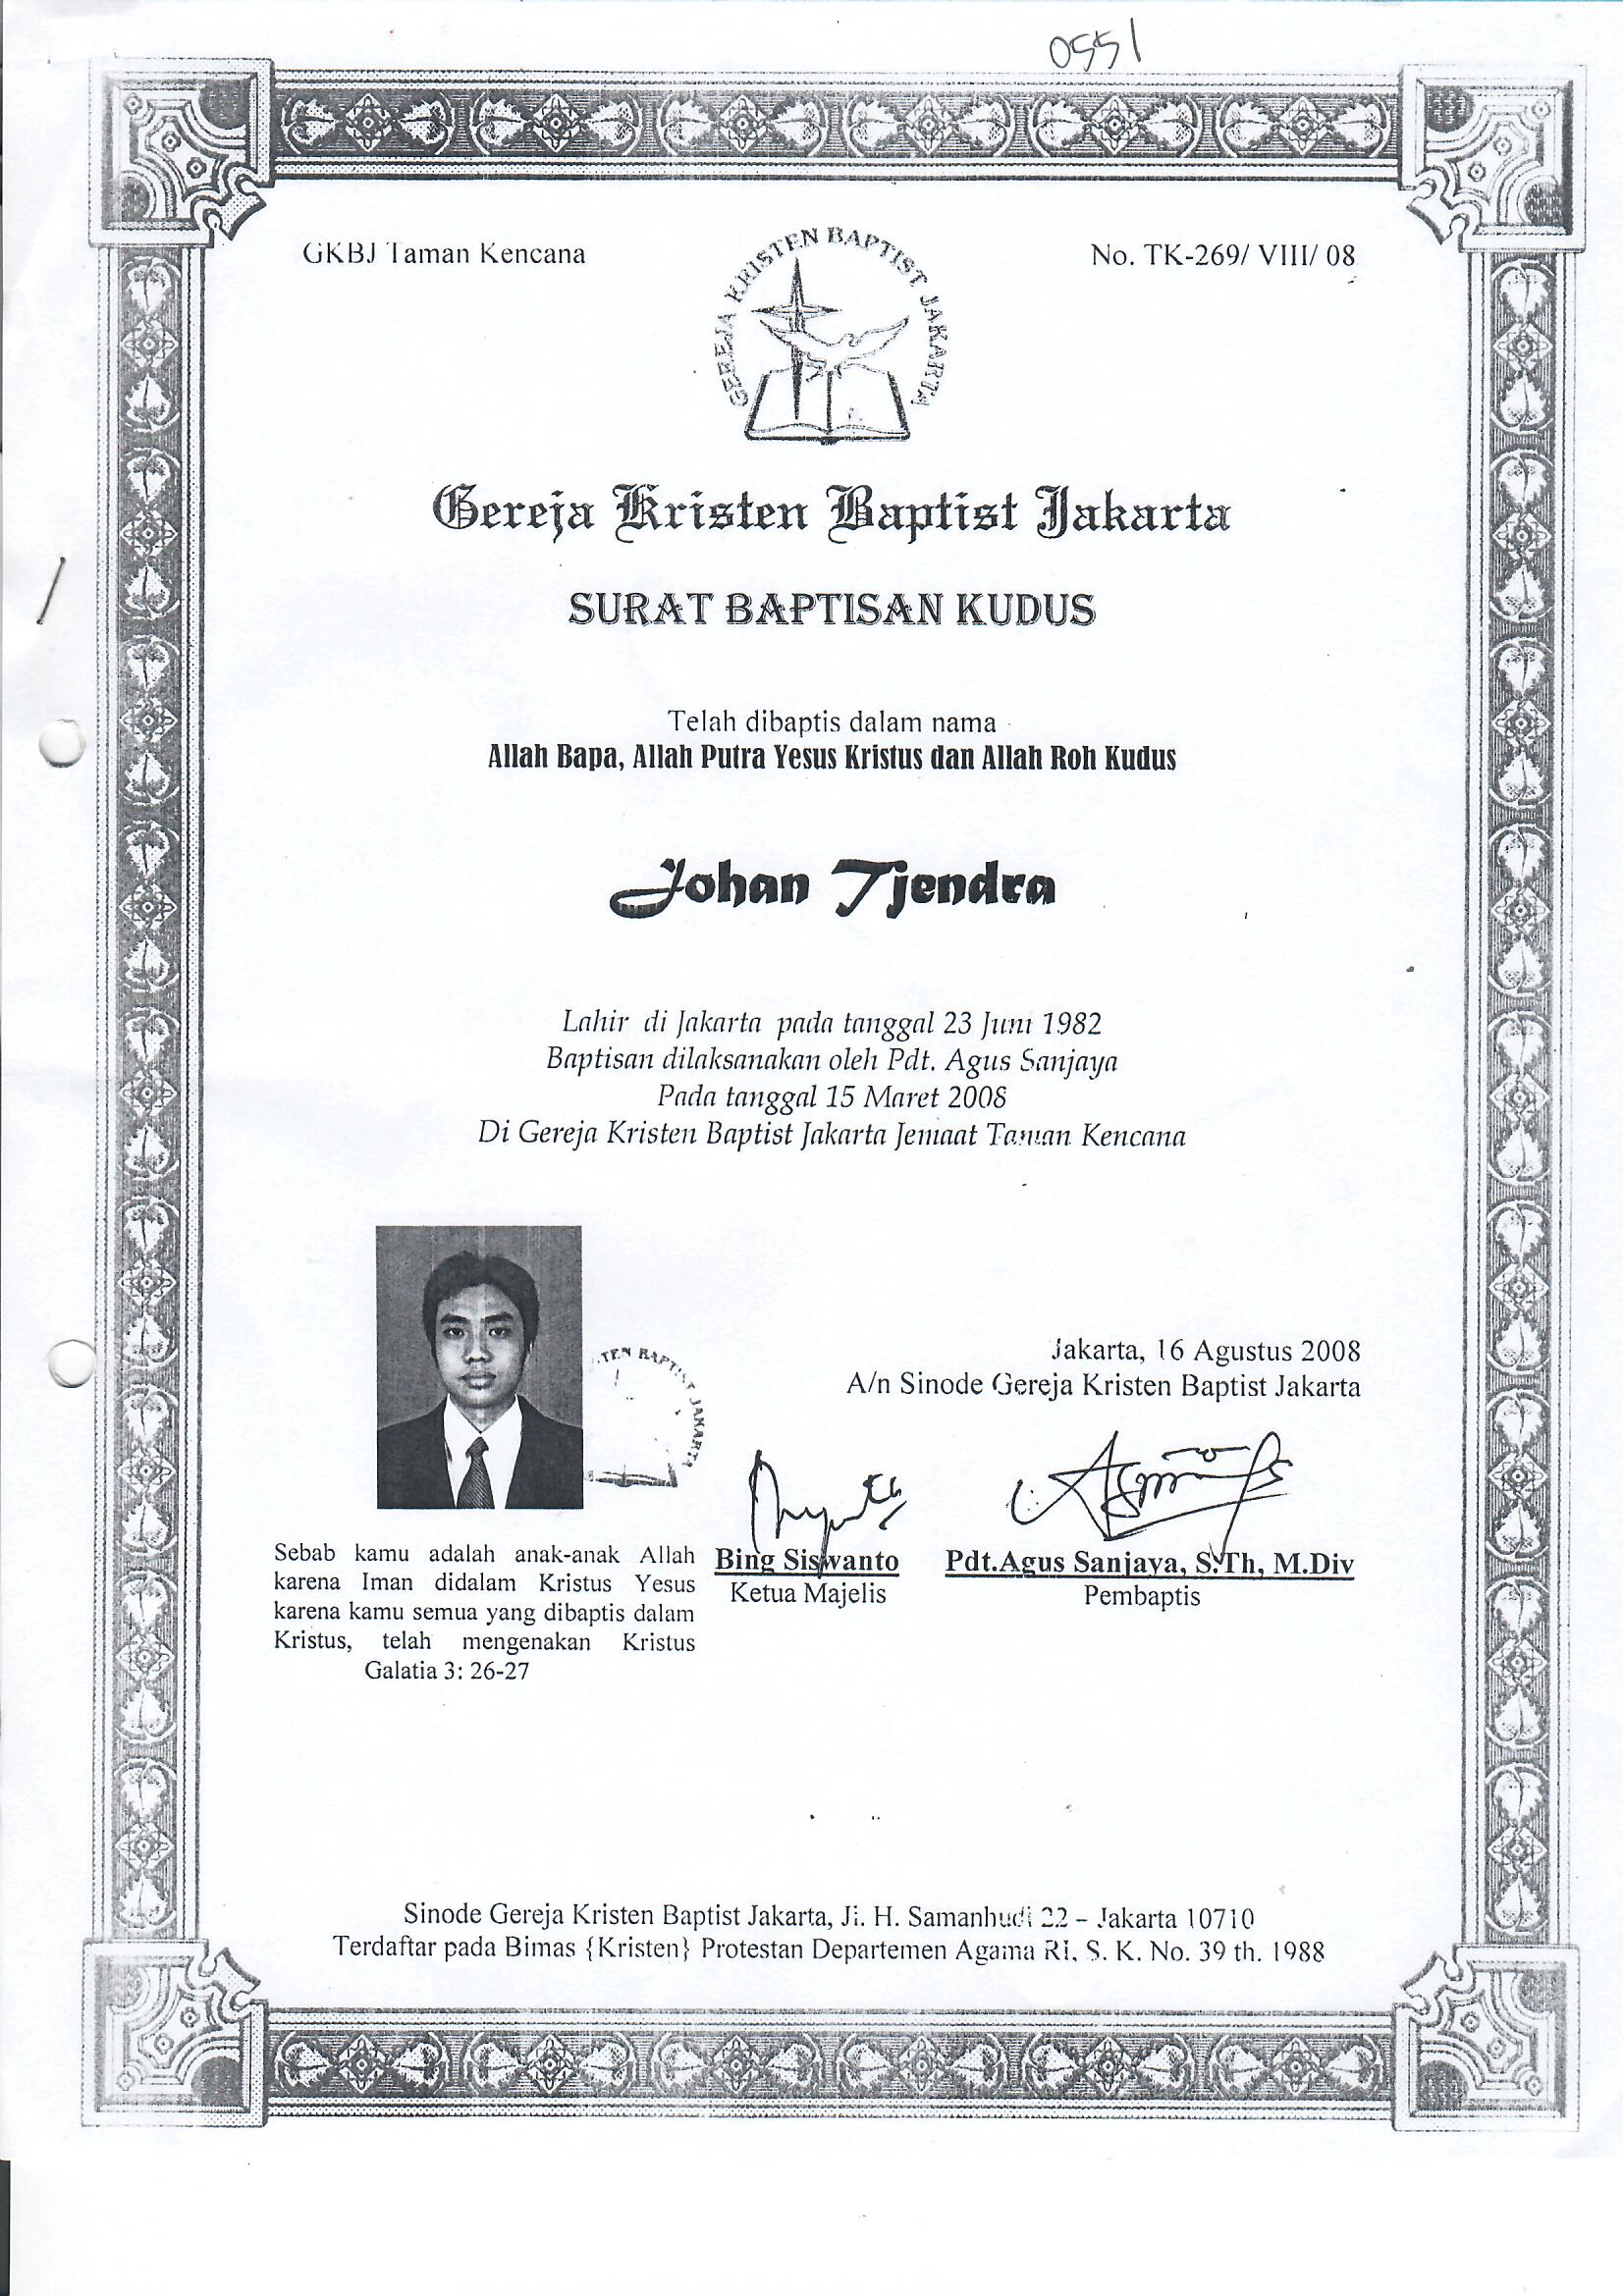 0551
GKBJ Taman Kencana
No. TK-269/ VIII/ 08
GEREJA KRISTEN BAPTIST JAKARTA
Gereja Kristen Baptist Jakarta
SURAT BAPTISAN KUDUS
Telah dibaptis dalam nama
Allah Bapa, Allah Putra Yesus Kristus dan Allah Roh Kudus
Johan Tjendra
Lahir di Jakarta pada tanggal 23 Juni 1982
Baptisan dilaksanakan oleh Pdt. Agus Sanjaya
Pada tanggal 15 Maret 2008
Di Gereja Kristen Baptist Jakarta Jemaat Taman Kencana
TEN BAPTIST JAKARTA
Jakarta, 16 Agustus 2008
A/n Sinode Gereja Kristen Baptist Jakarta
Bing Siswanto
Ketua Majelis
Pdt.Agus Sanjaya, S.Th, M.Div
Pembaptis
Sebab kamu adalah anak-anak Allah
karena Iman didalam Kristus Yesus
karena kamu semua yang dibaptis dalam
Kristus, telah mengenakan Kristus
Galatia 3: 26-27
Sinode Gereja Kristen Baptist Jakarta, Jl. H. Samanhudi 22 – Jakarta 10710
Terdaftar pada Bimas {Kristen} Protestan Departemen Agama RI, S. K. No. 39 th. 1988